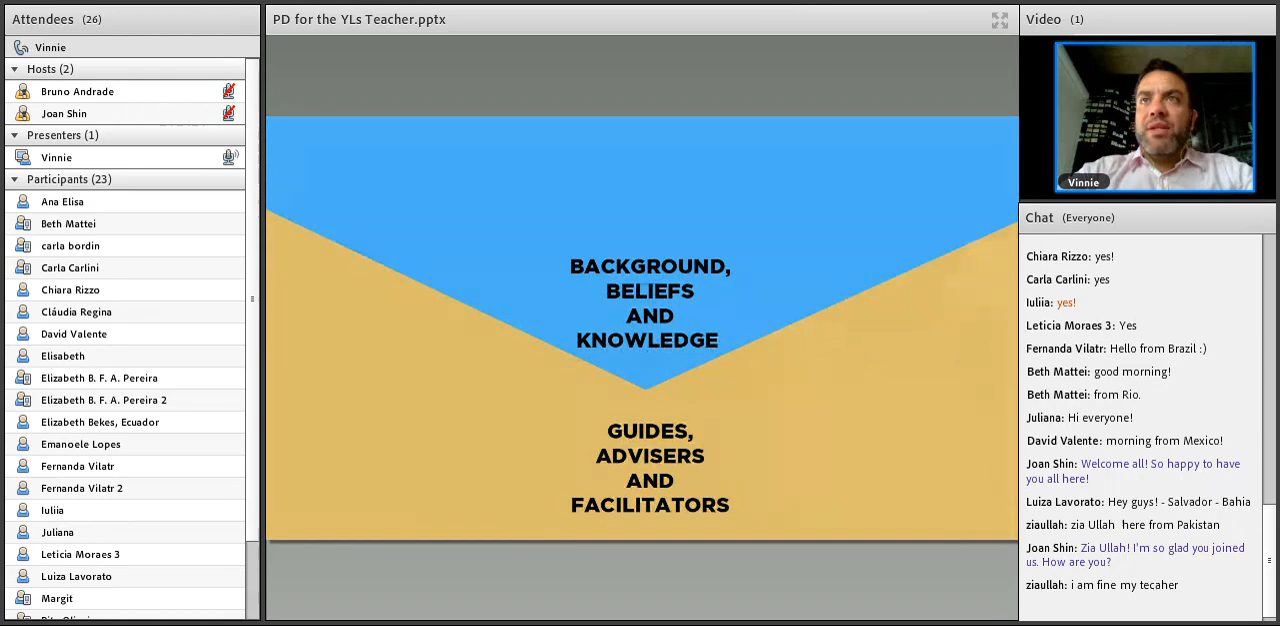 Attendees (26)
Vinnie
Hosts (2)
Bruno Andrade
Joan Shin
Presenters (1)
Vinnie
Participants (23)
Ana Elisa
Beth Mattei
carla bordin
Carla Carlini
Chiara Rizzo
Cláudia Regina
David Valente
Elisabeth
Elizabeth B. F. A. Pereira
Elizabeth B. F. A. Pereira 2
Elizabeth Bekes, Ecuador
Emanoele Lopes
Fernanda Vilatr
Fernanda Vilatr 2
Iuliia
Juliana
Leticia Moraes 3
Luiza Lavorato
Margit
PD for the YLs Teacher.pptx
BACKGROUND,
BELIEFS
AND
KNOWLEDGE
GUIDES,
ADVISERS
AND
FACILITATORS
Video (1)
Vinnie
Chat (Everyone)
Chiara Rizzo: yes!
Carla Carlini: yes
Iuliia: yes!
Leticia Moraes 3: Yes
Fernanda Vilatr: Hello from Brazil :)
Beth Mattei: good morning!
Beth Mattei: from Rio.
Juliana: Hi everyone!
David Valente: morning from Mexico!
Joan Shin: Welcome all! So happy to have
you all here!
Luiza Lavorato: Hey guys! - Salvador - Bahia
ziaullah: zia Ullah here from Pakistan
Joan Shin: Zia Ullah! I'm so glad you joined
us. How are you?
ziaullah: i am fine my tecaher